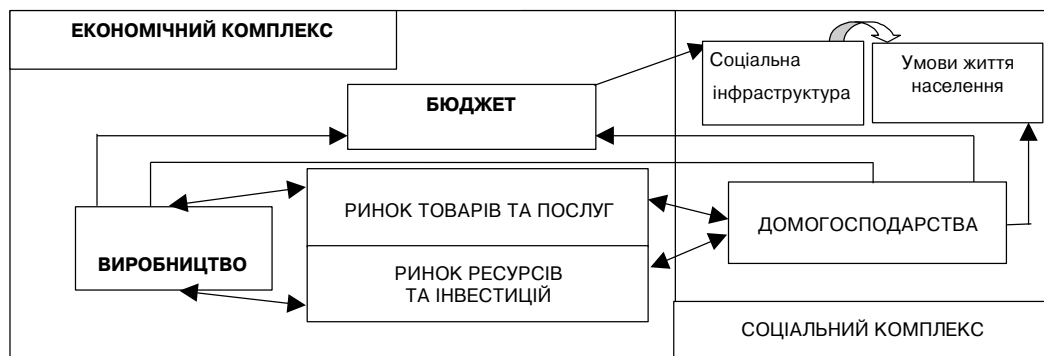 ЕКОНОМІЧНИЙ КОМПЛЕКС
Соціальна
інфраструктура
Умови життя
населення
БЮДЖЕТ
РИНОК ТОВАРІВ ТА ПОСЛУГ
ДОМОГОСПОДАРСТВА
ВИРОБНИЦТВО
РИНОК РЕСУРСІВ
ТА ІНВЕСТИЦІЙ
СОЦІАЛЬНИЙ КОМПЛЕКС